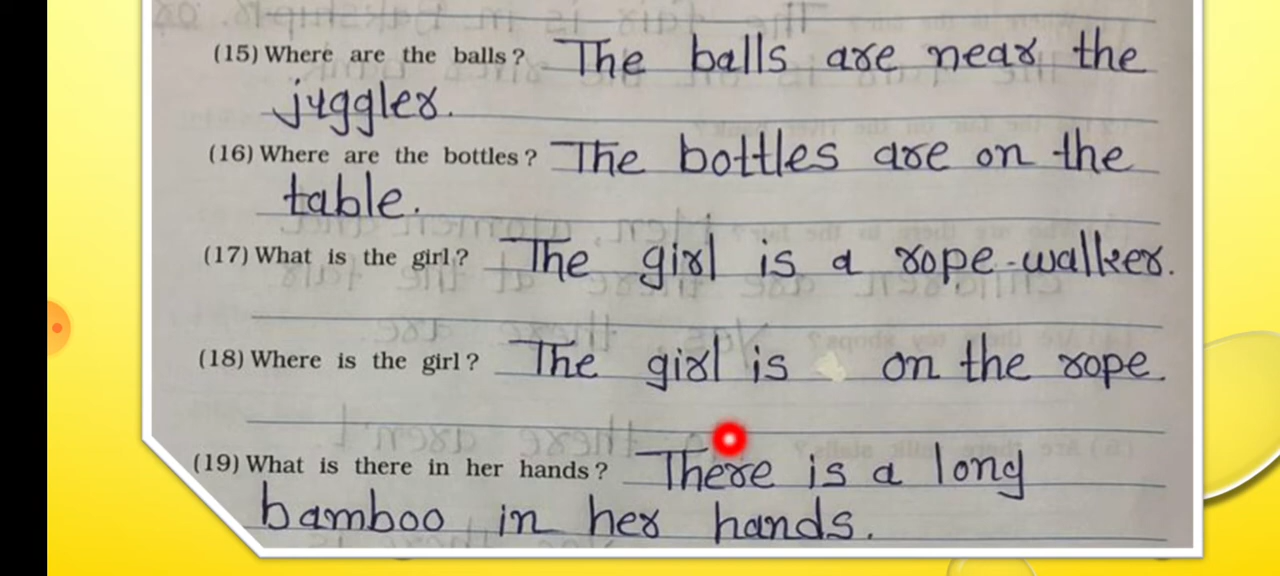 (15) Where are the balls? The balls are near the
juggler.
(16) Where are the bottles? The bottles are on the
table.
(17) What is the girl? The girl is a rope-walker.
(18) Where is the girl? The girl is on the rope.
(19) What is there in her hands? There is a long
bamboo in her hands.